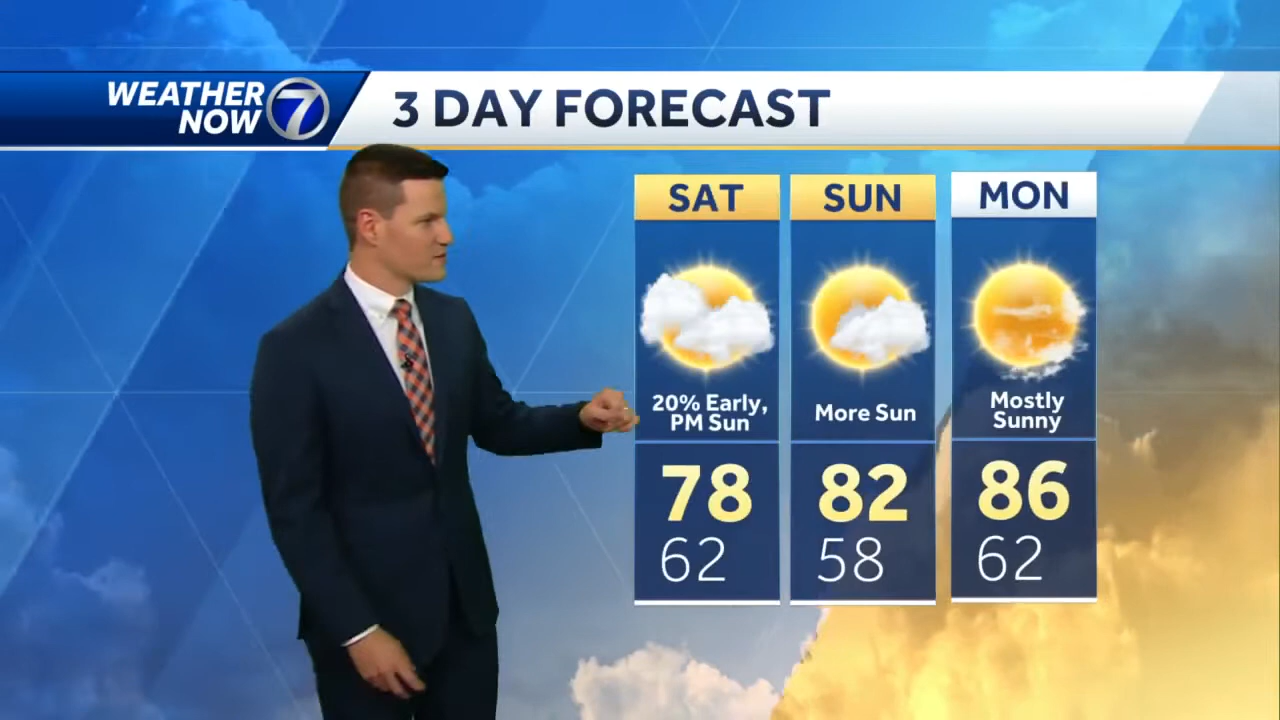 WEATHER
NOW 7
3 DAY FORECAST
SAT
20% Early,
PM Sun
78
62
SUN
More Sun
82
58
MON
Mostly
Sunny
86
62